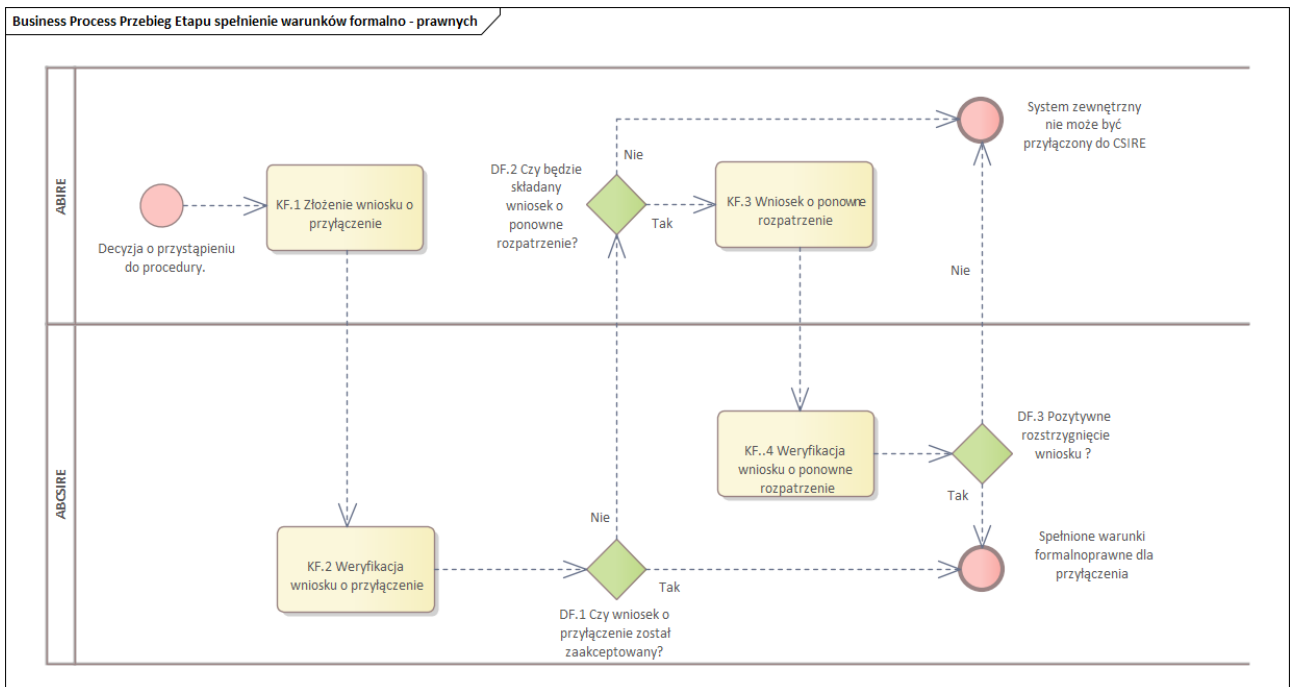 Business Process Przebieg Etapu spełnienie warunków formalno - prawnych
ABIRE
Decyzja o przystąpieniu
do procedury.
KF.1 Złożenie wniosku o
przyłączenie
DF.2 Czy będzie
składany
wniosek o
ponowne
rozpatrzenie?
Nie
Tak
KF.3 Wniosek o ponowne
rozpatrzenie
System zewnętrzny
nie może być
przyłączony do CSIRE
Nie
ABCSIRE
KF.2 Weryfikacja
wniosku o przyłączenie
Nie
Tak
DF.1 Czy wniosek o
przyłączenie został
zaakceptowany?
KF..4 Weryfikacja
wniosku o ponowne
rozpatrzenie
DF.3 Pozytywne
rozstrzygnięcie
wniosku ?
Tak
Spełnione warunki
formalnoprawne dla
przyłączenia